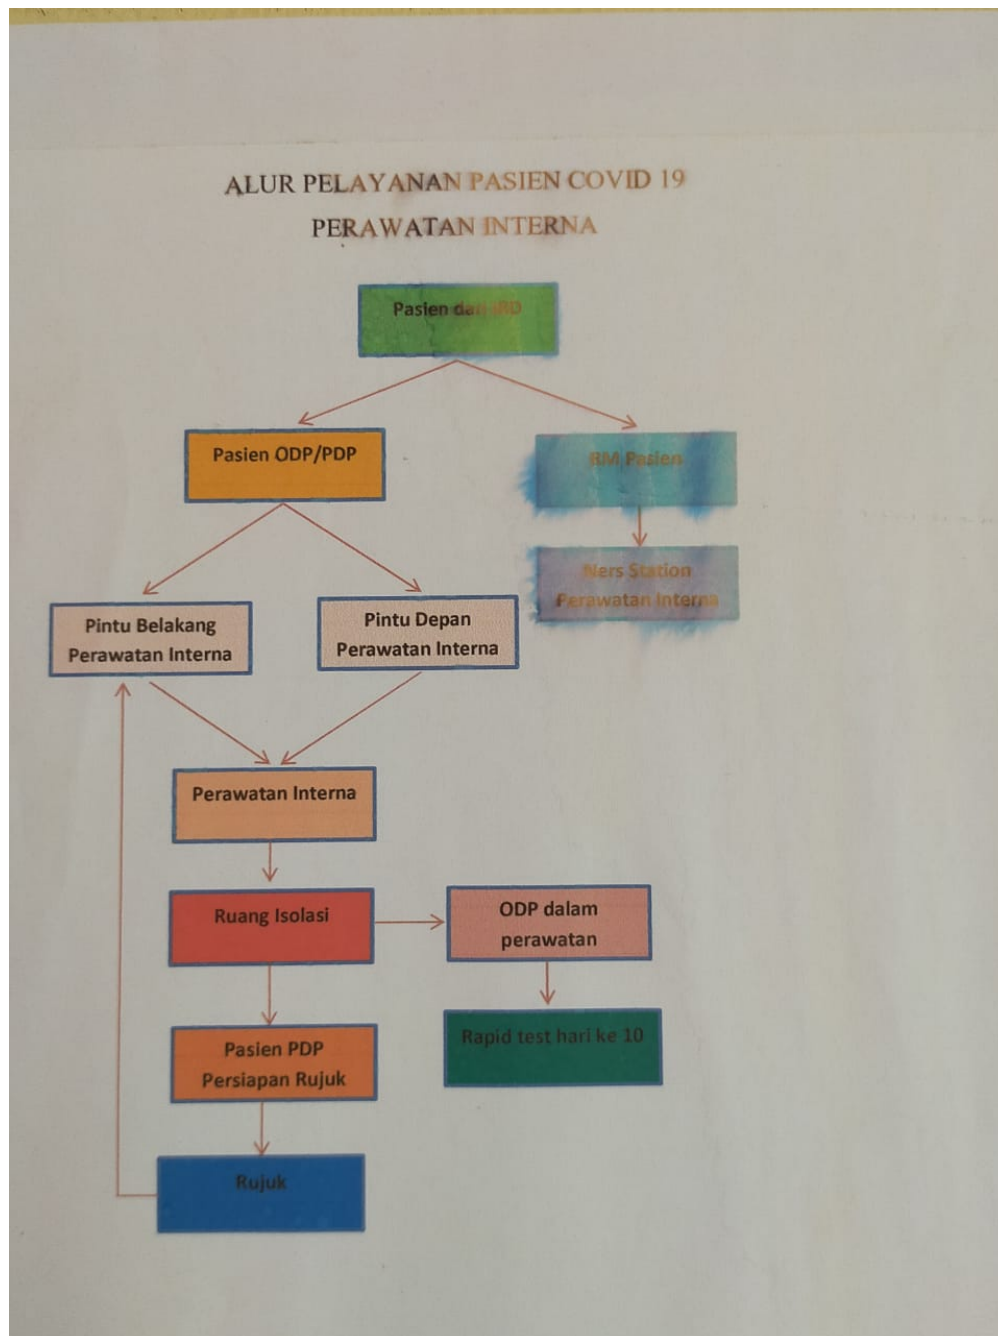 ALUR PELAYANAN PASIEN COVID 19
PERAWATAN INTERNA
Pasien dari IRD
Pasien ODP/PDP
RM Pasien
Ners Station
Perawatan Interna
Pintu Belakang
Perawatan Interna
Pintu Depan
Perawatan Interna
Perawatan Interna
Ruang Isolasi
ODP dalam
perawatan
Pasien PDP
Persiapan Rujuk
Rapid test hari ke 10
Rujuk